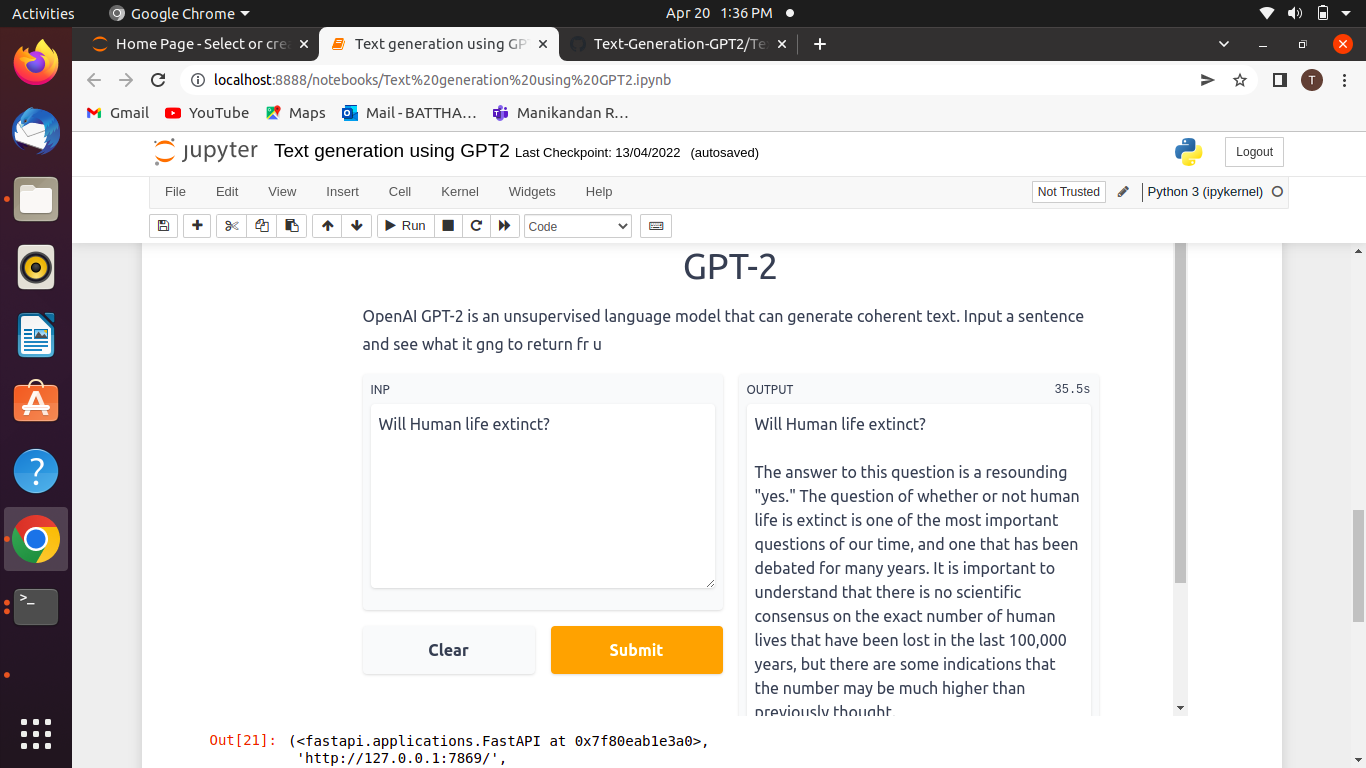 Activities Google Chrome Apr 20 1:36 PM
Home Page - Select or cre Text generation using GP Text-Generation-GPT2/Te
localhost:8888/notebooks/Text%20generation%20using%20GPT2.ipynb T
Gmail YouTube Maps Mail - BATTHA... Manikandan R...
jupyter Text generation using GPT2 Last Checkpoint: 13/04/2022 (autosaved) Logout
File Edit View Insert Cell Kernel Widgets Help Not Trusted Python 3 (ipykernel)
Run Code
GPT-2
OpenAI GPT-2 is an unsupervised language model that can generate coherent text. Input a sentence
and see what it gng to return fr u
INP
Will Human life extinct?
Clear Submit
OUTPUT 35.5s
Will Human life extinct?
The answer to this question is a resounding
"yes." The question of whether or not human
life is extinct is one of the most important
questions of our time, and one that has been
debated for many years. It is important to
understand that there is no scientific
consensus on the exact number of human
lives that have been lost in the last 100,000
years, but there are some indications that
the number may be much higher than
previously thought.
Out[21]: (<fastapi.applications.FastAPI at 0x7f80eab1e3a0>,
'http://127.0.0.1:7869/',